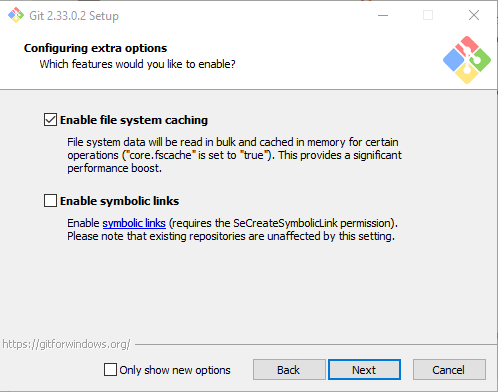 Git 2.33.0.2 Setup
Configuring extra options
Which features would you like to enable?
Enable file system caching
File system data will be read in bulk and cached in memory for certain
operations ("core.fscache" is set to "true"). This provides a significant
performance boost.
Enable symbolic links
Enable symbolic links (requires the SeCreateSymbolicLink permission).
Please note that existing repositories are unaffected by this setting.
https://gitforwindows.org/
Only show new options
Back
Next
Cancel